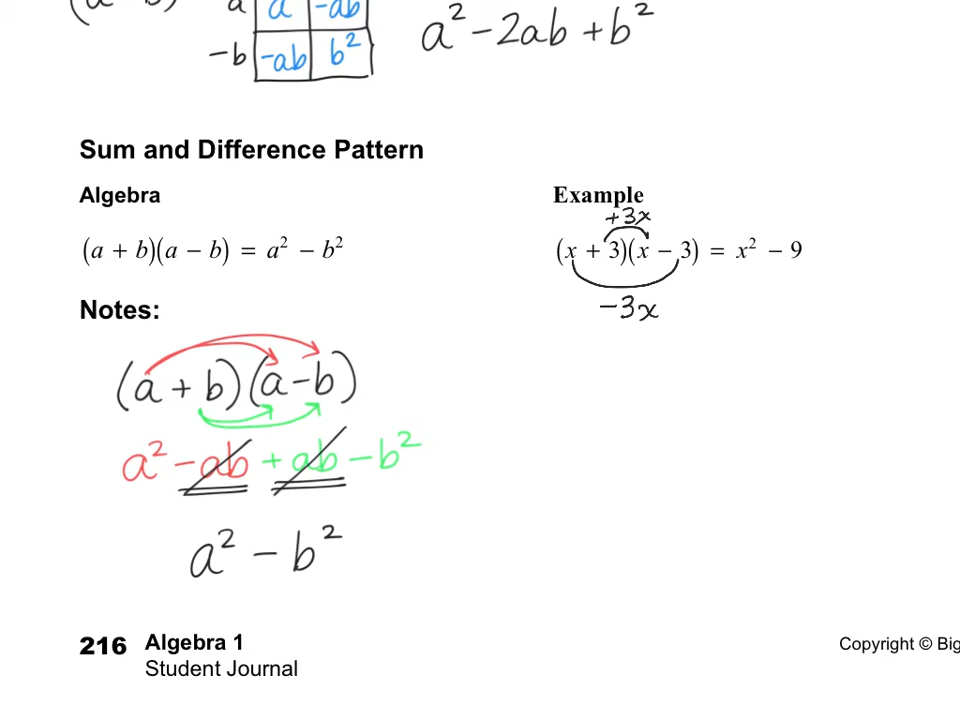 a a -ab
-b -ab b² a² - 2ab + b²
Sum and Difference Pattern
Algebra Example
+3x
(a + b)(a − b) = a² − b² (x + 3)(x − 3) = x² − 9
-3x
Notes:
(a + b)(a - b)
a² - ab + ab - b²
a² - b²
216 Algebra 1
Student Journal
Copyright © Big